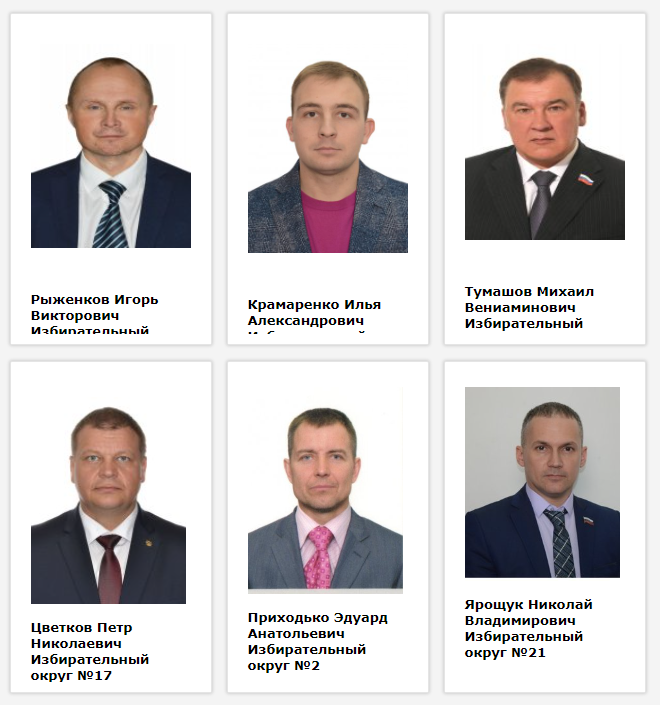 Рыженков Игорь
Викторович
Избирательный
Крамаренко Илья
Александрович
Тумашов Михаил
Вениаминович
Избирательный
Цветков Петр
Николаевич
Избирательный
округ №17
Приходько Эдуард
Анатольевич
Избирательный
округ №2
Ярощук Николай
Владимирович
Избирательный
округ №21